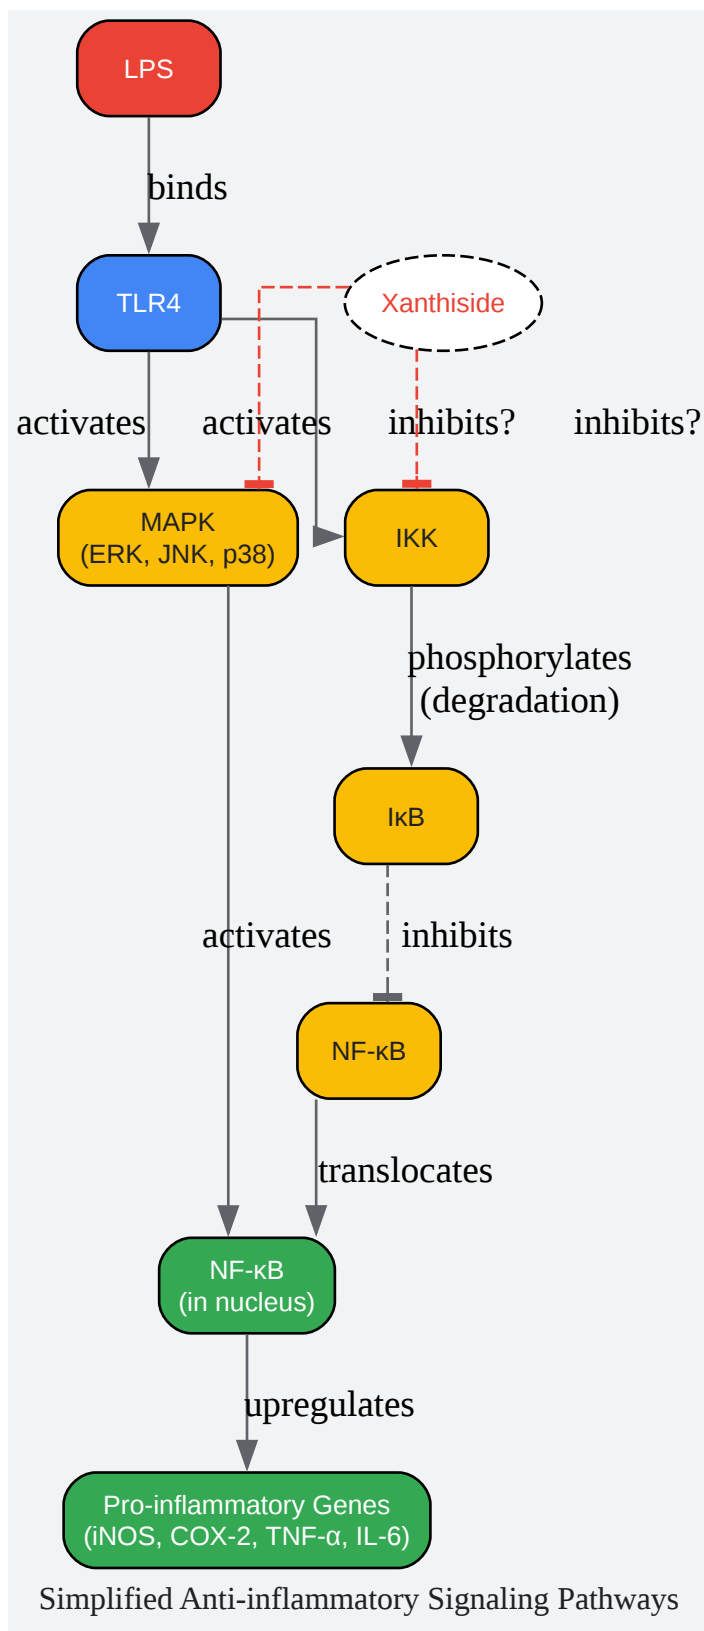 LPS
binds
TLR4
Xanthiside
activates
activates
inhibits?
inhibits?
MAPK
(ERK, JNK, p38)
IKK
phosphorylates
(degradation)
IκB
activates
inhibits
NF-κB
translocates
NF-κB
(in nucleus)
upregulates
Pro-inflammatory Genes
(iNOS, COX-2, TNF-α, IL-6)
Simplified Anti-inflammatory Signaling Pathways